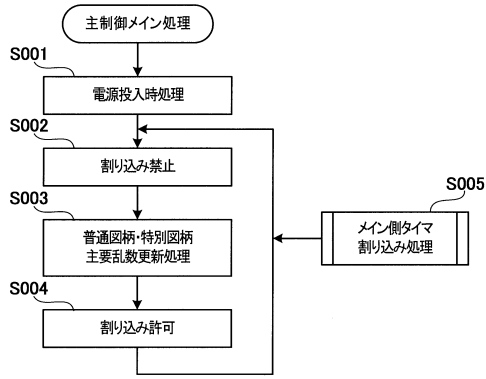 主制御メイン処理
S001
電源投入時処理
S002
割り込み禁止
S003
普通図柄・特別図柄
主要乱数更新処理
S004
割り込み許可
S005
メイン側タイマ
割り込み処理